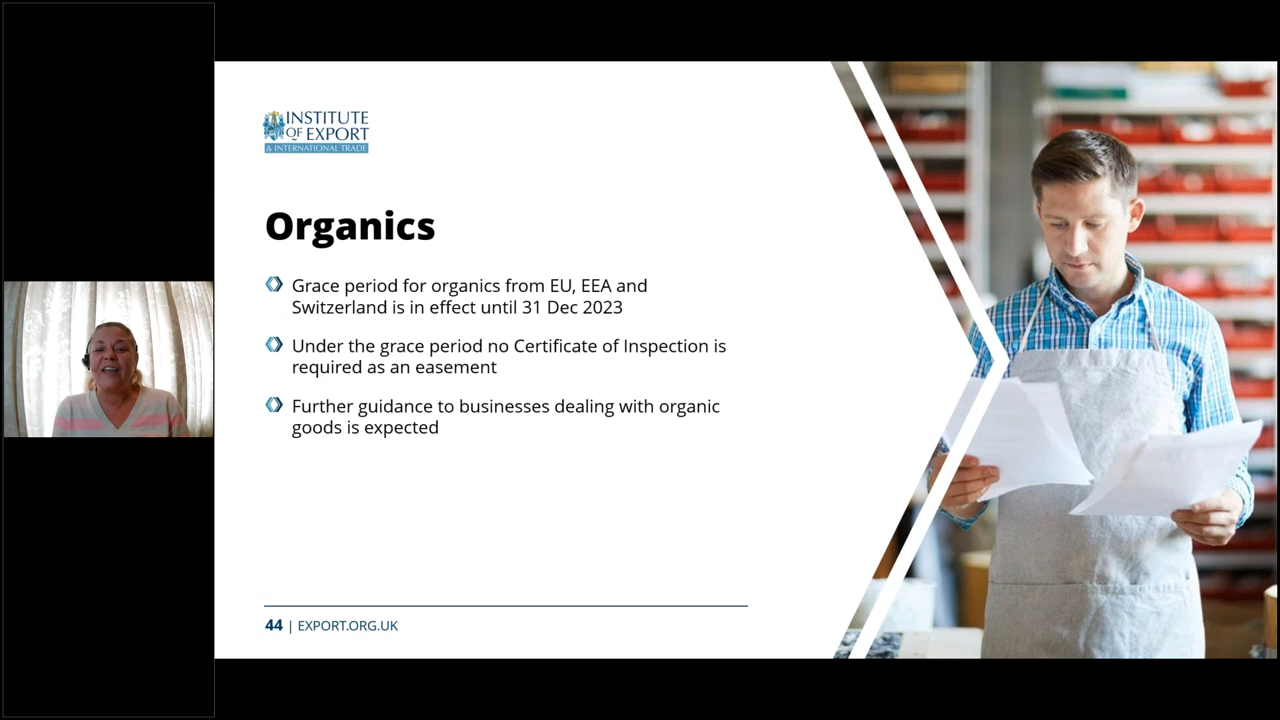 INSTITUTE
OF EXPORT
& INTERNATIONAL TRADE
Organics
Grace period for organics from EU, EEA and
Switzerland is in effect until 31 Dec 2023
Under the grace period no Certificate of Inspection is
required as an easement
Further guidance to businesses dealing with organic
goods is expected
44 | EXPORT.ORG.UK